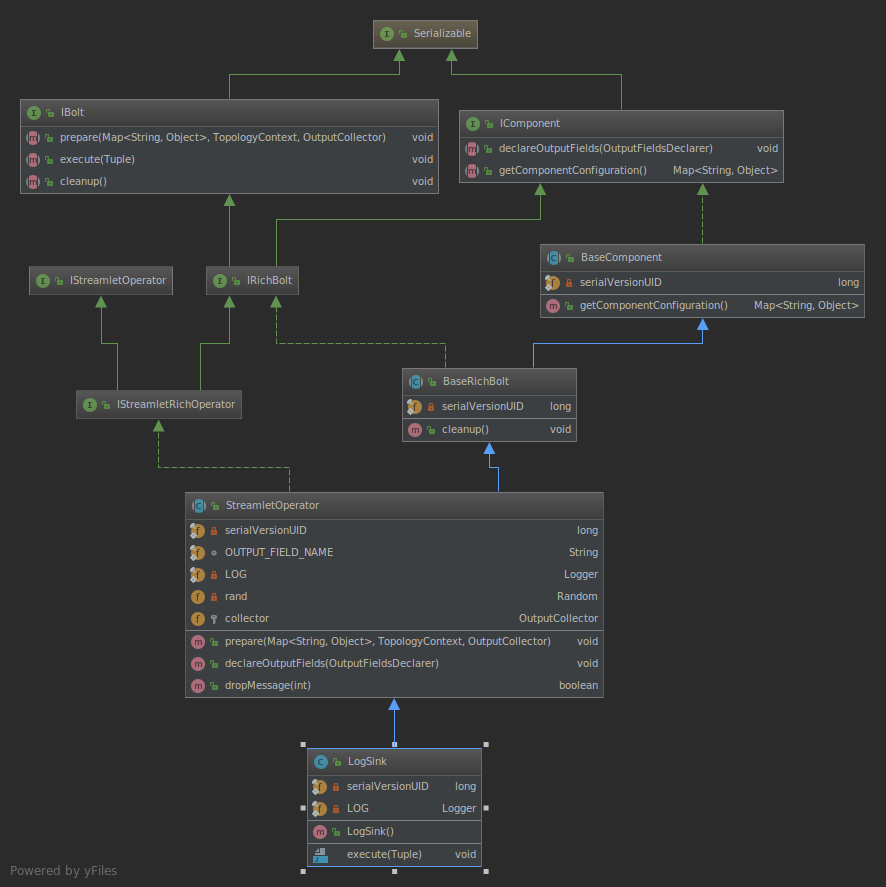 Serializable
IBolt
prepare(Map<String, Object>, TopologyContext, OutputCollector) void
execute(Tuple) void
cleanup() void
IComponent
declareOutputFields(OutputFieldsDeclarer) void
getComponentConfiguration() Map<String, Object>
IStreamletOperator
IRichBolt
BaseComponent
serialVersionUID long
getComponentConfiguration() Map<String, Object>
IStreamletRichOperator
BaseRichBolt
serialVersionUID long
cleanup() void
StreamletOperator
serialVersionUID long
OUTPUT_FIELD_NAME String
LOG Logger
rand Random
collector OutputCollector
prepare(Map<String, Object>, TopologyContext, OutputCollector) void
declareOutputFields(OutputFieldsDeclarer) void
dropMessage(int) boolean
LogSink
serialVersionUID long
LOG Logger
LogSink()
execute(Tuple) void
Powered by yFiles